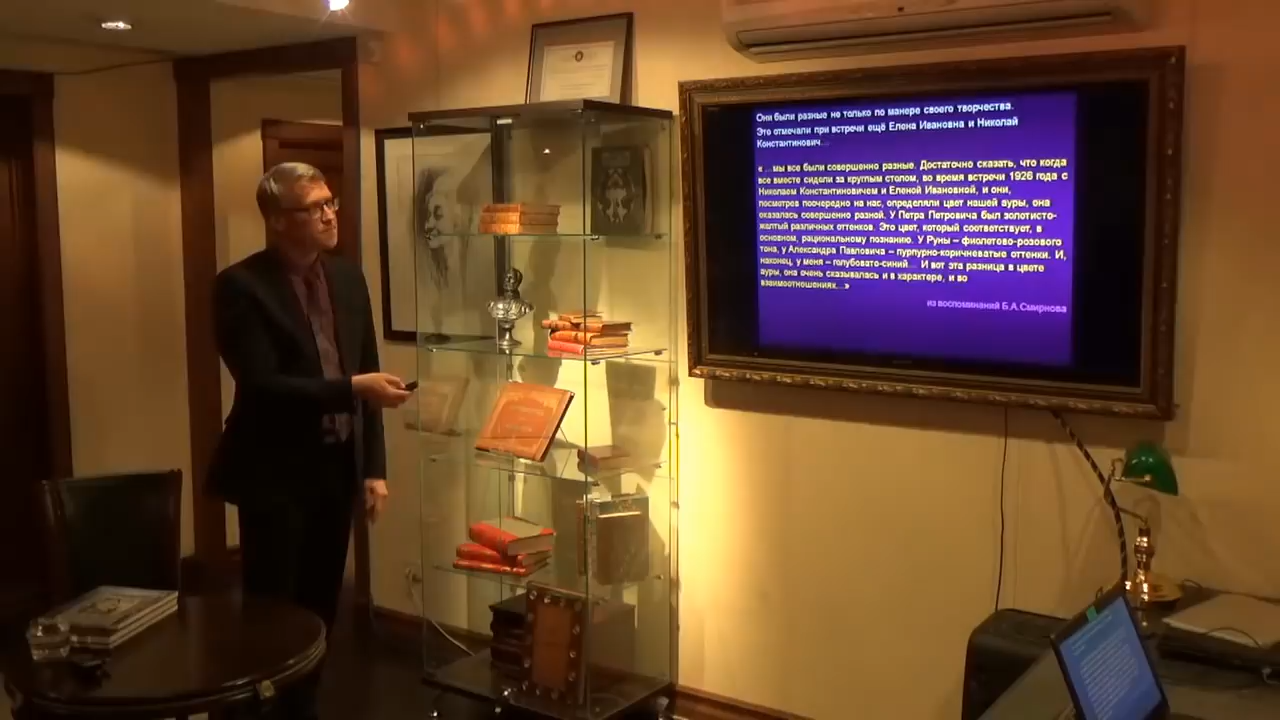 Они были разные не только по манере своего творчества.
Это отмечали при встречи ещё Елена Ивановна и Николай
Константинович…
« …мы все были совершенно разные. Достаточно сказать, что когда
все вместе сидели за круглым столом, во время встречи 1926 года с
Николаем Константиновичем и Еленой Ивановной, и они,
посмотрев поочередно на нас, определяли цвет нашей ауры, она
оказалась совершенно разной. У Петра Петровича был золотисто-
желтый различных оттенков. Это цвет, который соответствует, в
основном, рациональному познанию. У Руны – фиолетово-розового
тона, у Александра Павловича – пурпурно-коричневатые оттенки. И,
наконец, у меня – голубовато-синий… И вот эта разница в цвете
ауры, она очень сказывалась и в характере, и во
взаимоотношениях…»
из воспоминаний Б.А.Смирнова